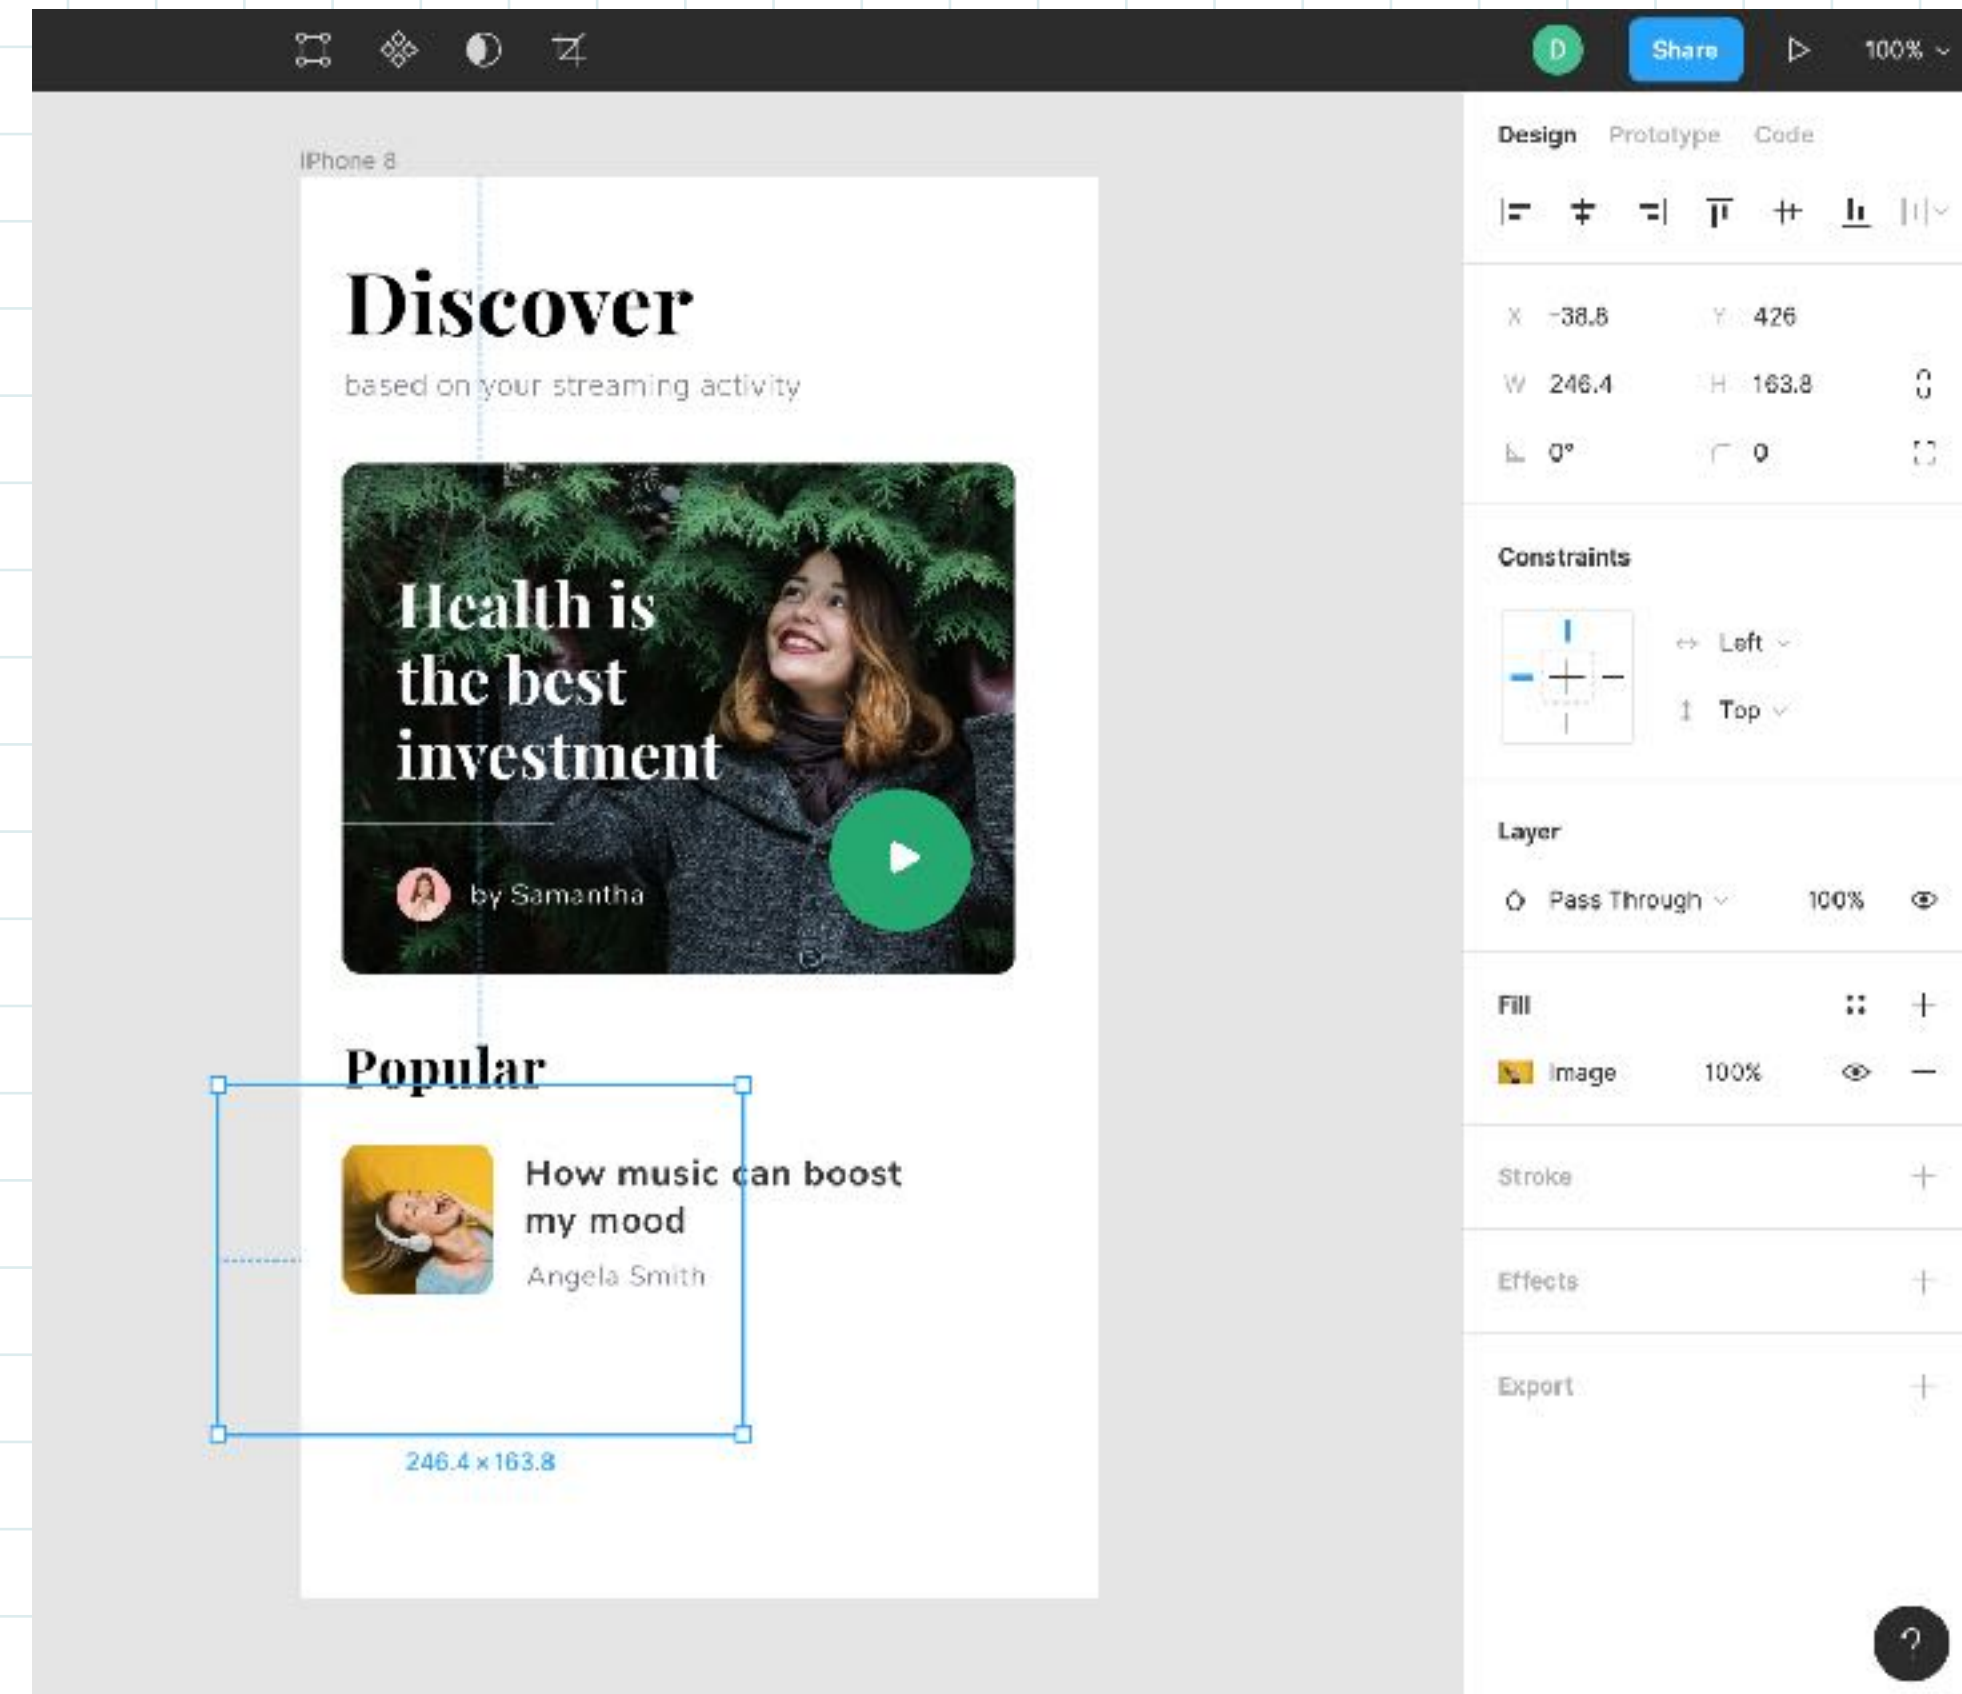 D
Share
100%
iPhone 8
Discover
based on your streaming activity
Health is
the best
investment
by Samantha
Popular
How music can boost
my mood
Angela Smith
246.4 × 163.8
Design Prototype Code
X -38.8 Y 426
W 246.4 H 163.8
0° 0
Constraints
Left
Top
Layer
Pass Through 100%
Fill
Image 100%
Stroke
Effects
Export
?